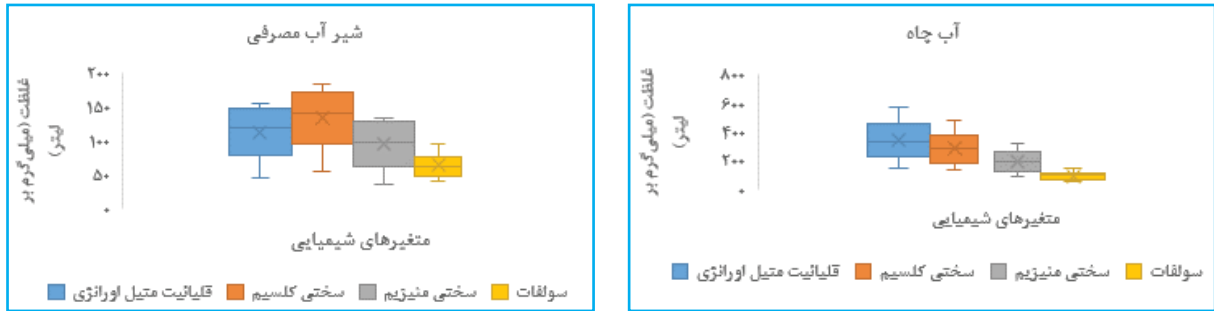 آب چاه
غلظت (میلی‌گرم بر
لیتر)
۸۰۰
۶۰۰
۴۰۰
۲۰۰
۰
متغیرهای شیمیایی
سولفات
سختی منیزیم
سختی کلسیم
قلیائیت متیل اورانژی
شیر آب مصرفی
غلظت (میلی‌گرم بر
لیتر)
۲۰۰
۱۵۰
۱۰۰
۵۰
۰
متغیرهای شیمیایی
سولفات
سختی منیزیم
سختی کلسیم
قلیائیت متیل اورانژی